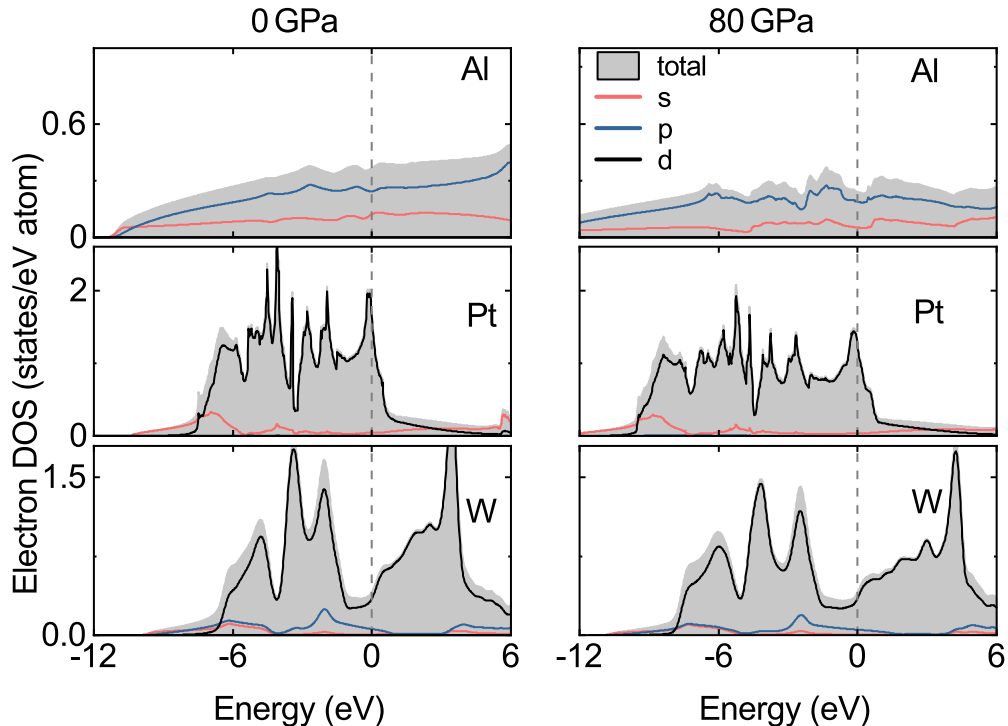 0 GPa
80 GPa
Electron DOS (states/eV atom)
Al
0.6
0
Al
total
s
p
d
Pt
2
1
0
Pt
W
1.5
0.0
W
-12
-6
0
6
-12
-6
0
6
Energy (eV)
Energy (eV)